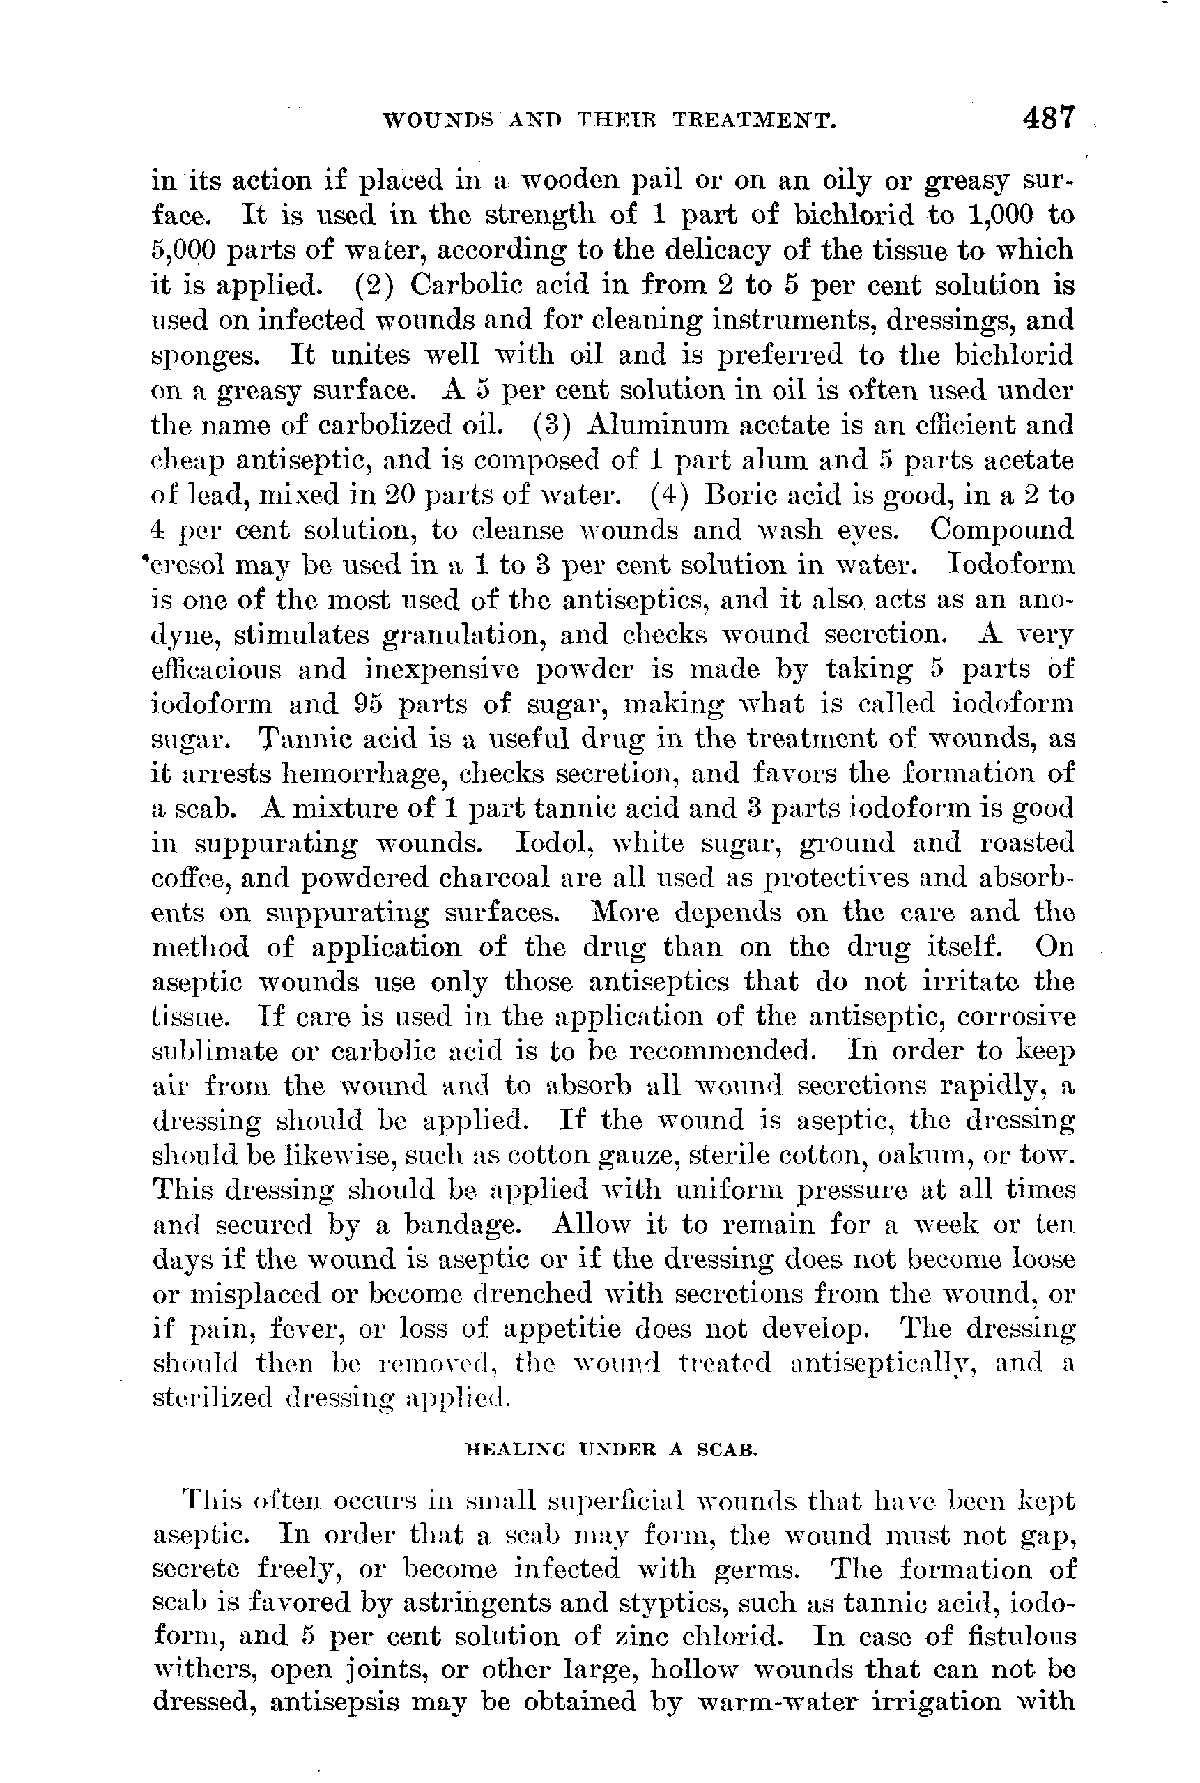 WOUNDS AND THEIR TREATMENT. 487
in its action if placed in a wooden pail or on an oily or greasy sur-
face. It is used in the strength of 1 part of bichlorid to 1,000 to
5,000 parts of water, according to the delicacy of the tissue to which
it is applied. (2) Carbolic acid in from 2 to 5 per cent solution is
used on infected wounds and for cleaning instruments, dressings, and
sponges. It unites well with oil and is preferred to the bichlorid
on a greasy surface. A 5 per cent solution in oil is often used under
the name of carbolized oil. (3) Aluminum acetate is an efficient and
cheap antiseptic, and is composed of 1 part alum and 5 parts acetate
of lead, mixed in 20 parts of water. (4) Boric acid is good, in a 2 to
4 per cent solution, to cleanse wounds and wash eyes. Compound
cresol may be used in a 1 to 3 per cent solution in water. Iodoform
is one of the most used of the antiseptics, and it also acts as an ano-
dyne, stimulates granulation, and checks wound secretion. A very
efficacious and inexpensive powder is made by taking 5 parts of
iodoform and 95 parts of sugar, making what is called iodoform
sugar. Tannic acid is a useful drug in the treatment of wounds, as
it arrests hemorrhage, checks secretion, and favors the formation of
a scab. A mixture of 1 part tannic acid and 3 parts iodoform is good
in suppurating wounds. Iodol, white sugar, ground and roasted
coffee, and powdered charcoal are all used as protectives and absorb-
ents on suppurating surfaces. More depends on the care and the
method of application of the drug than on the drug itself. On
aseptic wounds use only those antiseptics that do not irritate the
tissue. If care is used in the application of the antiseptic, corrosive
sublimate or carbolic acid is to be recommended. In order to keep
air from the wound and to absorb all wound secretions rapidly, a
dressing should be applied. If the wound is aseptic, the dressing
should be likewise, such as cotton gauze, sterile cotton, oakum, or tow.
This dressing should be applied with uniform pressure at all times
and secured by a bandage. Allow it to remain for a week or ten
days if the wound is aseptic or if the dressing does not become loose
or misplaced or become drenched with secretions from the wound, or
if pain, fever, or loss of appetitie does not develop. The dressing
should then be removed, the wound treated antiseptically, and a
sterilized dressing applied.
HEALING UNDER A SCAB.
This often occurs in small superficial wounds that have been kept
aseptic. In order that a scab may form, the wound must not gap,
secrete freely, or become infected with germs. The formation of
scab is favored by astringents and styptics, such as tannic acid, iodo-
form, and 5 per cent solution of zinc chlorid. In case of fistulous
withers, open joints, or other large, hollow wounds that can not be
dressed, antisepsis may be obtained by warm-water irrigation with